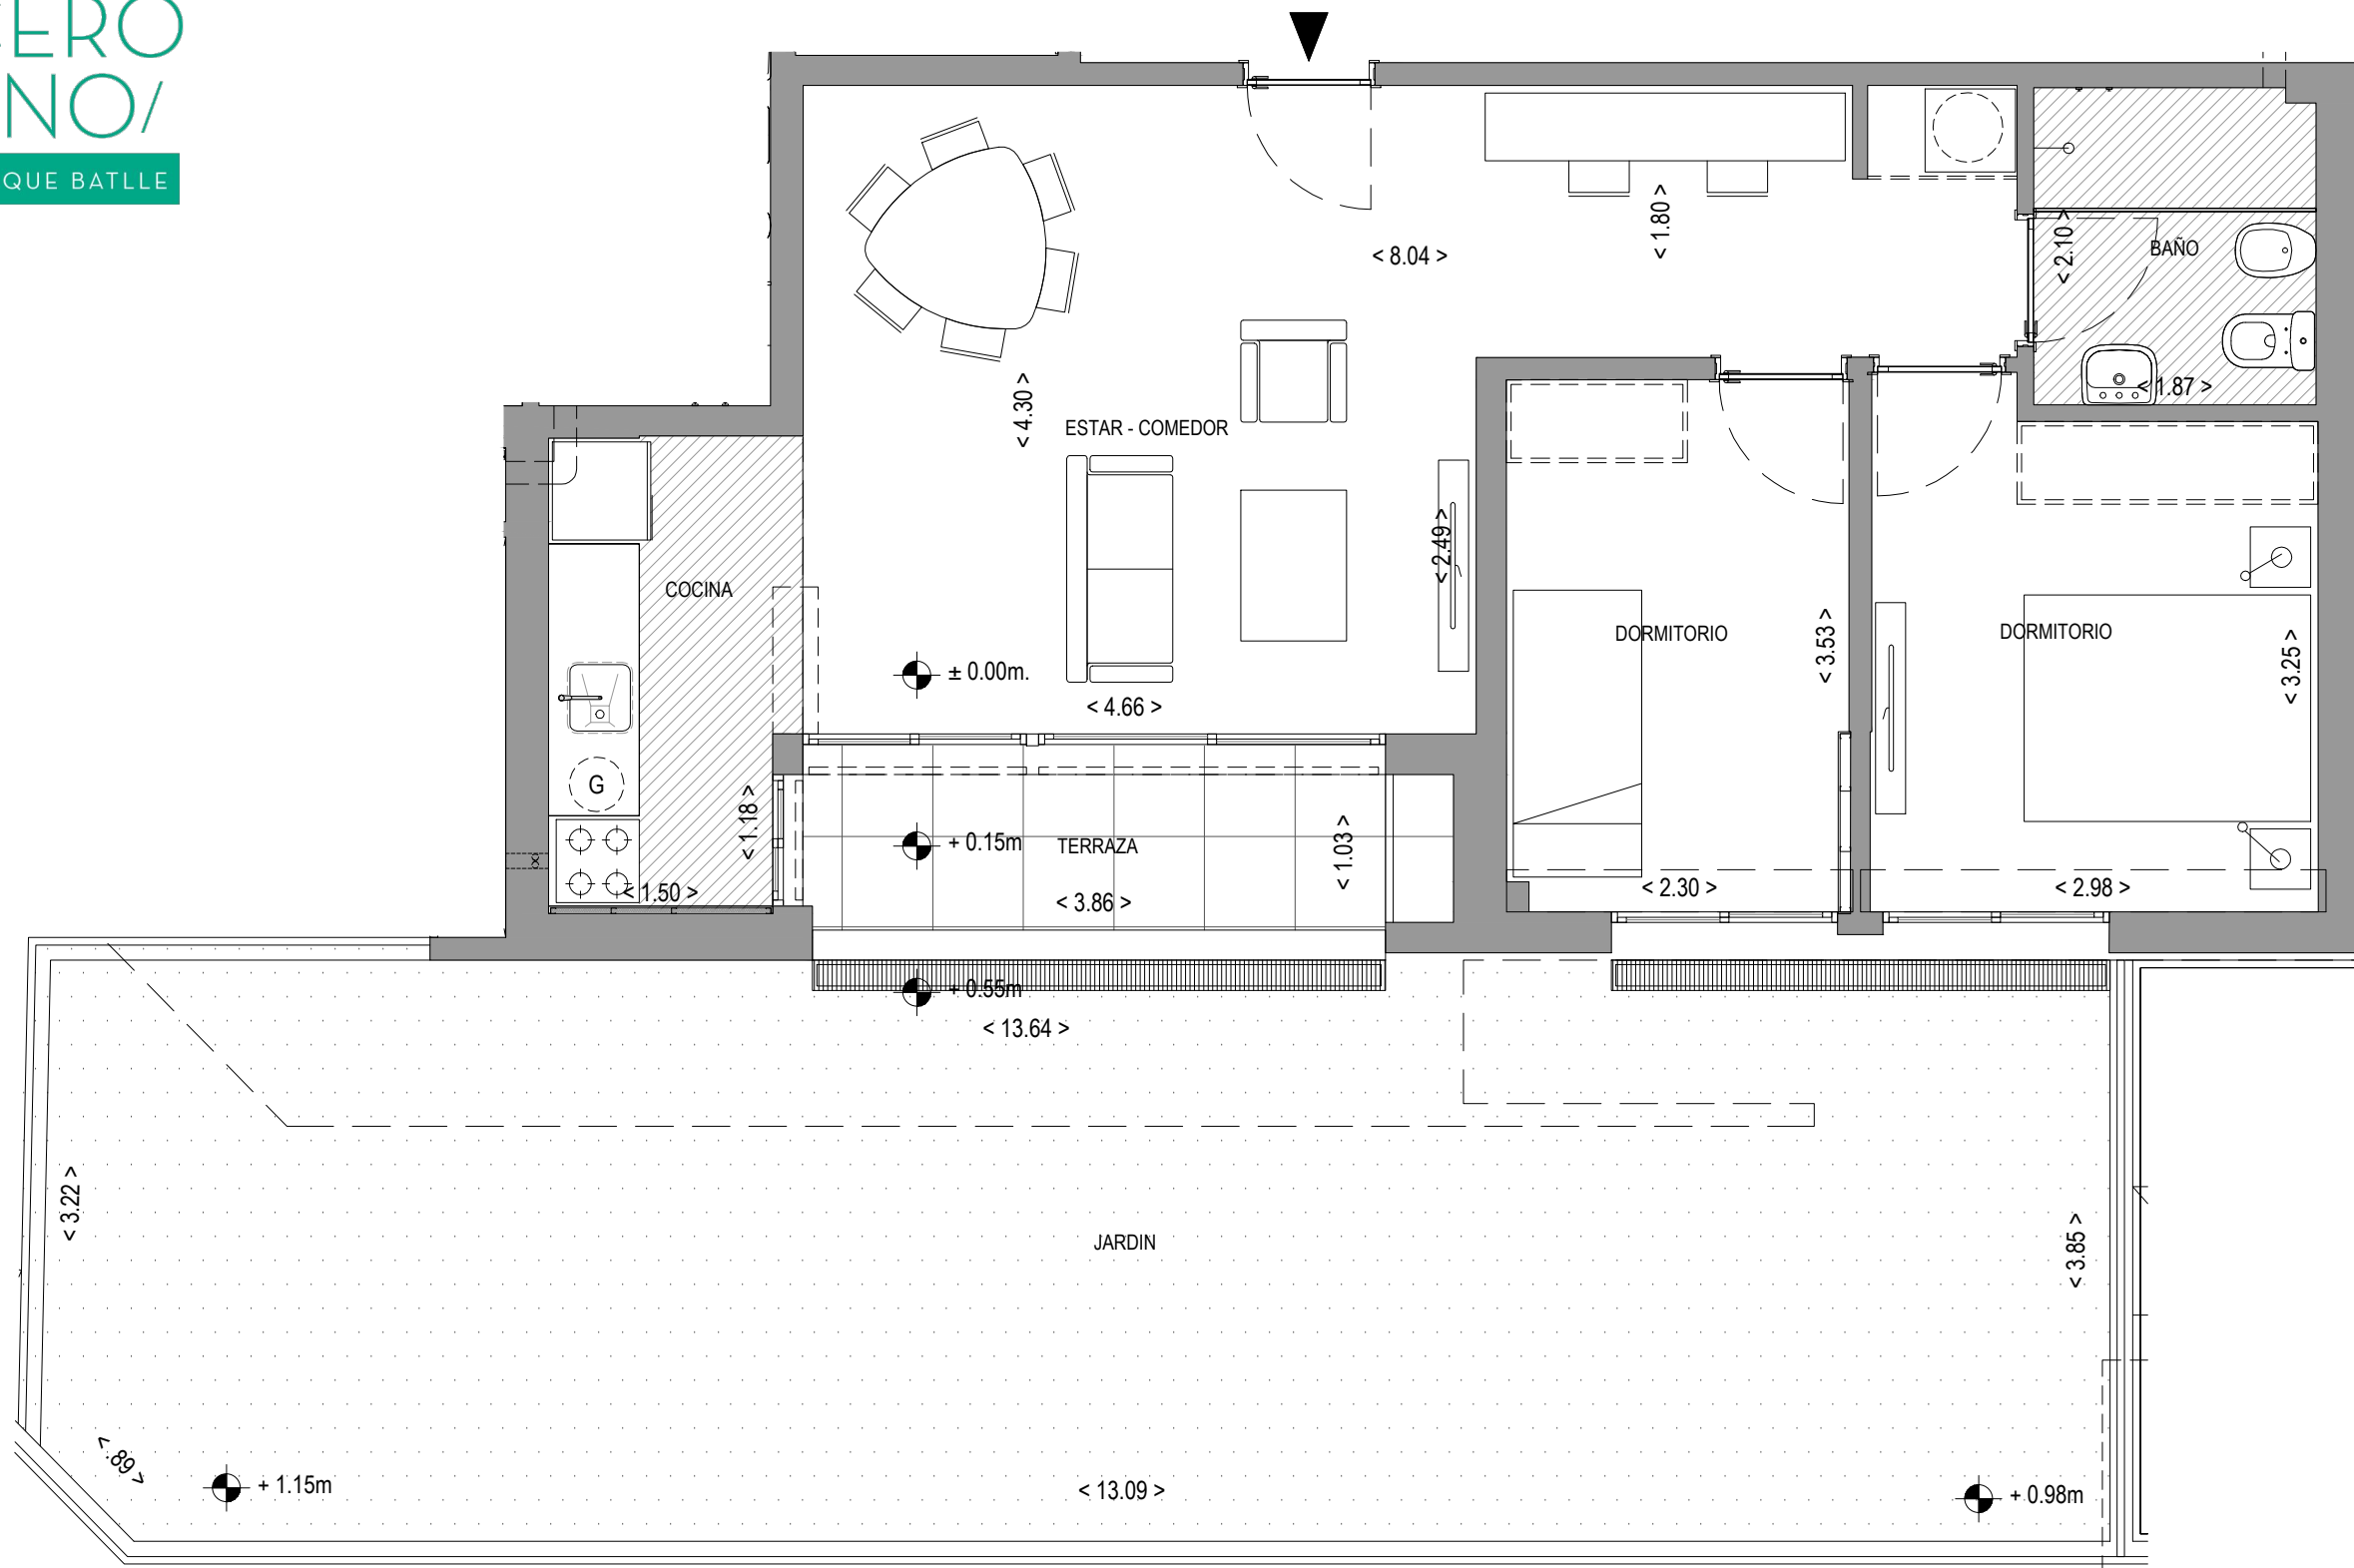 NO/
QUE BATLLE
< 1.80 >
< 8.04 >
< 2.10 >
BAÑO
< 1.87 >
< 4.30 >
ESTAR - COMEDOR
< 2.49 >
COCINA
DORMITORIO
< 3.53 >
DORMITORIO
< 3.25 >
± 0.00m.
< 4.66 >
G
< 1.18 >
+ 0.15m
TERRAZA
< 1.03 >
< 1.50 >
< 3.86 >
< 2.30 >
< 2.98 >
+ 0.55m
< 13.64 >
< 3.22 >
JARDIN
< 3.85 >
< .89 >
+ 1.15m
< 13.09 >
+ 0.98m